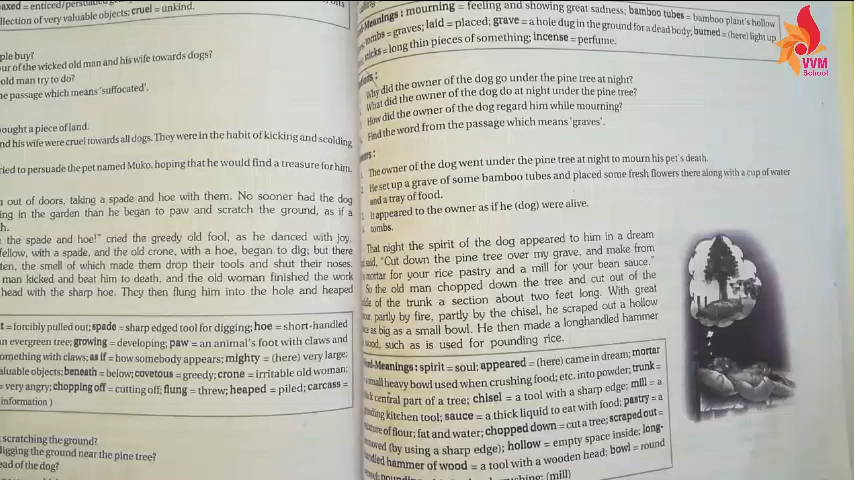 axed = enticed/persuaded
llection of very valuable objects; cruel = unkind.
ple buy?
ur of the wicked old man and his wife towards dogs?
old man try to do?
e passage which means 'suffocated'.
ought a piece of land.
nd his wife were cruel towards all dogs. They were in the habit of kicking and scolding
ried to persuade the pet named Muko, hoping that he would find a treasure for him.
out of doors, taking a spade and hoe with them. No sooner had the dog
ing in the garden than he began to paw and scratch the ground, as if a
h.
the spade and hoe!" cried the greedy old fool, as he danced with joy.
fellow, with a spade, and the old crone, with a hoe, began to dig; but there
ten, the smell of which made them drop their tools and shut their noses.
man kicked and beat him to death, and the old woman finished the work
head with the sharp hoe. They then flung him into the hole and heaped
t = forcibly pulled out; spade = sharp edged tool for digging; hoe = short-handled
n evergreen tree; growing = developing; paw = an animal's foot with claws and
omething with claws; as if = how somebody appears; mighty = (here) very large;
aluable objects; beneath = below; covetous = greedy; crone = irritable old woman;
= very angry; chopping off = cutting off; flung = threw; heaped = piled; carcass =
information )
scratching the ground?
digging the ground near the pine tree?
ead of the dog?
d-Meanings : mourning = feeling and showing great sadness; bamboo tubes = bamboo plant's hollow
tombs = graves; laid = placed; grave = a hole dug in the ground for a dead body; burned = (here) light up
sticks = long thin pieces of something; incense = perfume.
Why did the owner of the dog go under the pine tree at night?
What did the owner of the dog do at night under the pine tree?
How did the owner of the dog regard him while mourning?
Find the word from the passage which means 'graves'.
The owner of the dog went under the pine tree at night to mourn his pet's death.
He set up a grave of some bamboo tubes and placed some fresh flowers there along with a cup of water
and a tray of food.
It appeared to the owner as if he (dog) were alive.
tombs.
That night the spirit of the dog appeared to him in a dream
said, "Cut down the pine tree over my grave, and make from
mortar for your rice pastry and a mill for your bean sauce."
So the old man chopped down the tree and cut out of the
of the trunk a section about two feet long. With great
partly by fire, partly by the chisel, he scraped out a hollow
as big as a small bowl. He then made a longhandled hammer
wood, such as is used for pounding rice.
-Meanings : spirit = soul; appeared = (here) came in dream; mortar
small heavy bowl used when crushing food; etc. into powder; trunk =
central part of a tree; chisel = a tool with a sharp edge; mill = a
kitchen tool; sauce = a thick liquid to eat with food; pastry = a
of flour; fat and water; chopped down = cut a tree; scraped out =
(by using a sharp edge); hollow = empty space inside; long-
hammer of wood = a tool with a wooden head; bowl = round
(mill)
VVM
School